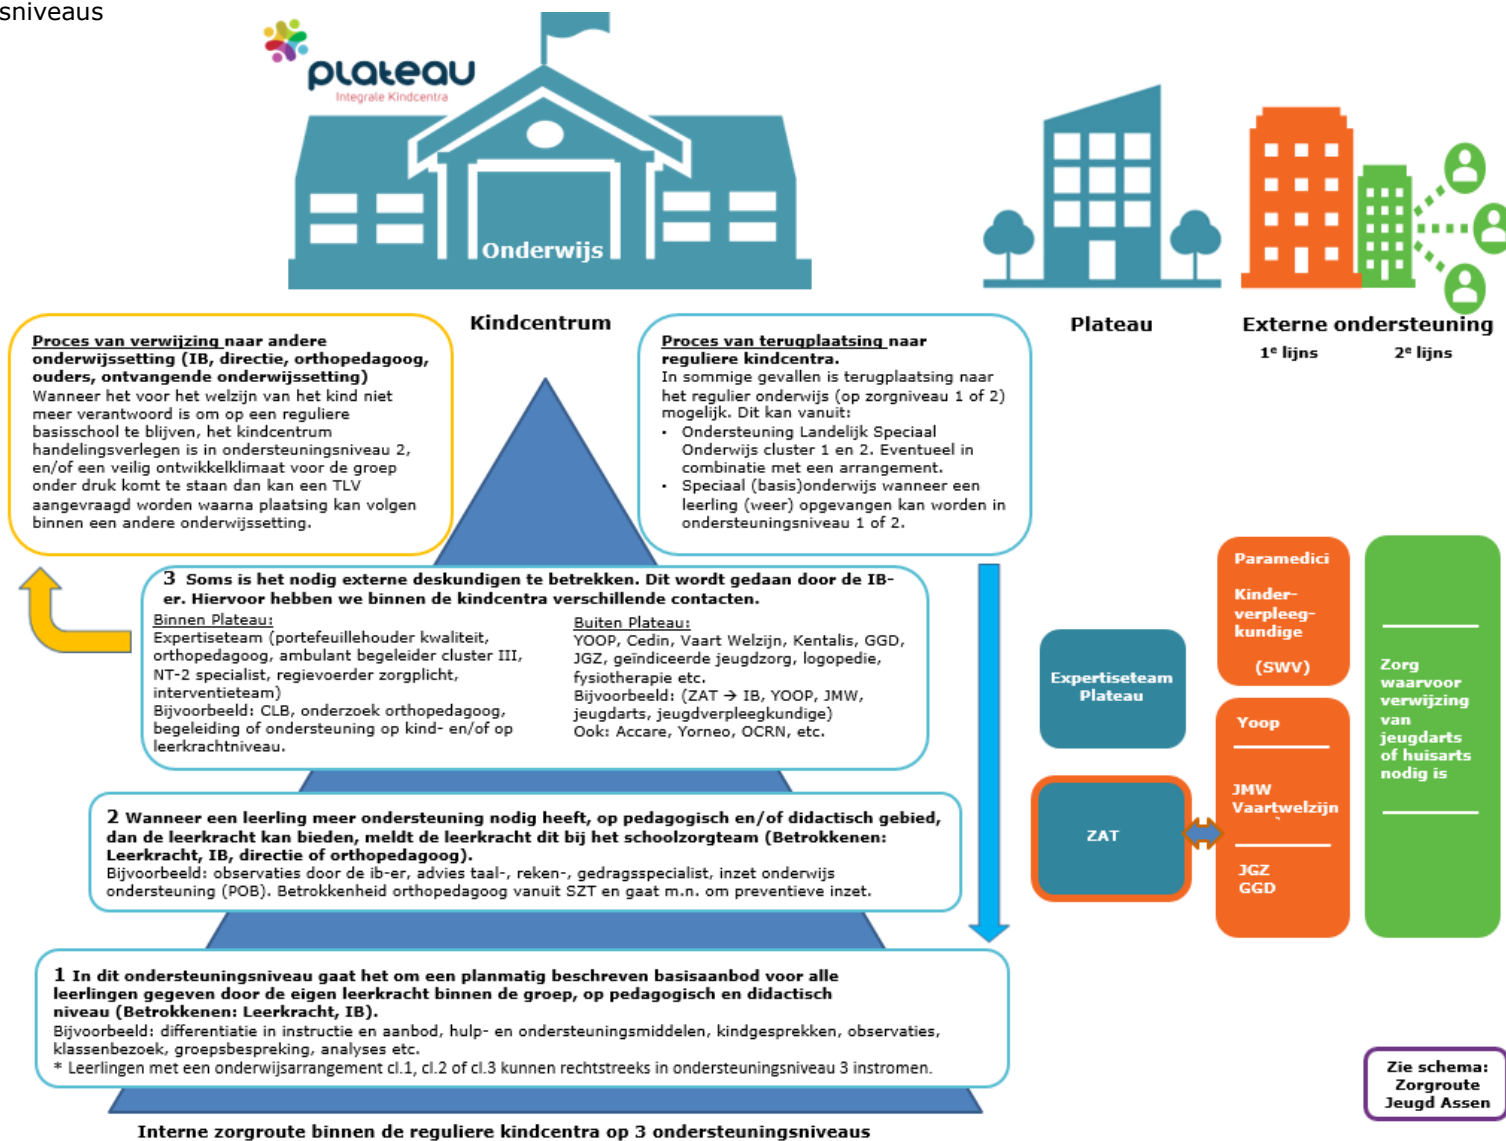 sniveaus
plateau
Integrale Kindcentra
Onderwijs
Kindcentrum
Plateau
Externe ondersteuning
1e lijns
2e lijns
Proces van verwijzing naar andere
onderwijssetting (IB, directie, orthopedagoog,
ouders, ontvangende onderwijssetting)
Wanneer het voor het welzijn van het kind niet
meer verantwoord is om op een reguliere
basisschool te blijven, het kindcentrum
handelingsverlegen is in ondersteuningsniveau 2,
en/of een veilig ontwikkelklimaat voor de groep
onder druk komt te staan dan kan een TLV
aangevraagd worden waarna plaatsing kan volgen
binnen een andere onderwijssetting.
Proces van terugplaatsing naar
reguliere kindcentra.
In sommige gevallen is terugplaatsing naar
het regulier onderwijs (op zorgniveau 1 of 2)
mogelijk. Dit kan vanuit:
• Ondersteuning Landelijk Speciaal
Onderwijs cluster 1 en 2. Eventueel in
combinatie met een arrangement.
• Speciaal (basis)onderwijs wanneer een
leerling (weer) opgevangen kan worden in
ondersteuningsniveau 1 of 2.
3 Soms is het nodig externe deskundigen te betrekken. Dit wordt gedaan door de IB-
er. Hiervoor hebben we binnen de kindcentra verschillende contacten.
Binnen Plateau:
Expertiseteam (portefeuillehouder kwaliteit,
orthopedagoog, ambulant begeleider cluster III,
NT-2 specialist, regievoerder zorgplicht,
interventieteam)
Bijvoorbeeld: CLB, onderzoek orthopedagoog,
begeleiding of ondersteuning op kind- en/of op
leerkrachtniveau.
Buiten Plateau:
YOOP, Cedin, Vaart Welzijn, Kentalis, GGD,
JGZ, geïndiceerde jeugdzorg, logopedie,
fysiotherapie etc.
Bijvoorbeeld: (ZAT → IB, YOOP, JMW,
jeugdarts, jeugdverpleegkundige)
Ook: Accare, Yorneo, OCRN, etc.
2 Wanneer een leerling meer ondersteuning nodig heeft, op pedagogisch en/of didactisch gebied,
dan de leerkracht kan bieden, meldt de leerkracht dit bij het schoolzorgteam (Betrokkenen:
Leerkracht, IB, directie of orthopedagoog).
Bijvoorbeeld: observaties door de ib-er, advies taal-, reken-, gedragsspecialist, inzet onderwijs
ondersteuning (POB). Betrokkenheid orthopedagoog vanuit SZT en gaat m.n. om preventieve inzet.
1 In dit ondersteuningsniveau gaat het om een planmatig beschreven basisaanbod voor alle
leerlingen gegeven door de eigen leerkracht binnen de groep, op pedagogisch en didactisch
niveau (Betrokkenen: Leerkracht, IB).
Bijvoorbeeld: differentiatie in instructie en aanbod, hulp- en ondersteuningsmiddelen, kindgesprekken, observaties,
klassenbezoek, groepsbespreking, analyses etc.
* Leerlingen met een onderwijsarrangement cl.1, cl.2 of cl.3 kunnen rechtstreeks in ondersteuningsniveau 3 instromen.
Interne zorgroute binnen de reguliere kindcentra op 3 ondersteuningsniveaus
Expertiseteam
Plateau
ZAT
Paramedici
Kinder-
verpleeg-
kundige
(SWV)
Yoop
JMW
Vaartwelzijn
JGZ
GGD
Zorg
waarvoor
verwijzing
van
jeugdarts
of huisarts
nodig is
Zie schema:
Zorgroute
Jeugd Assen